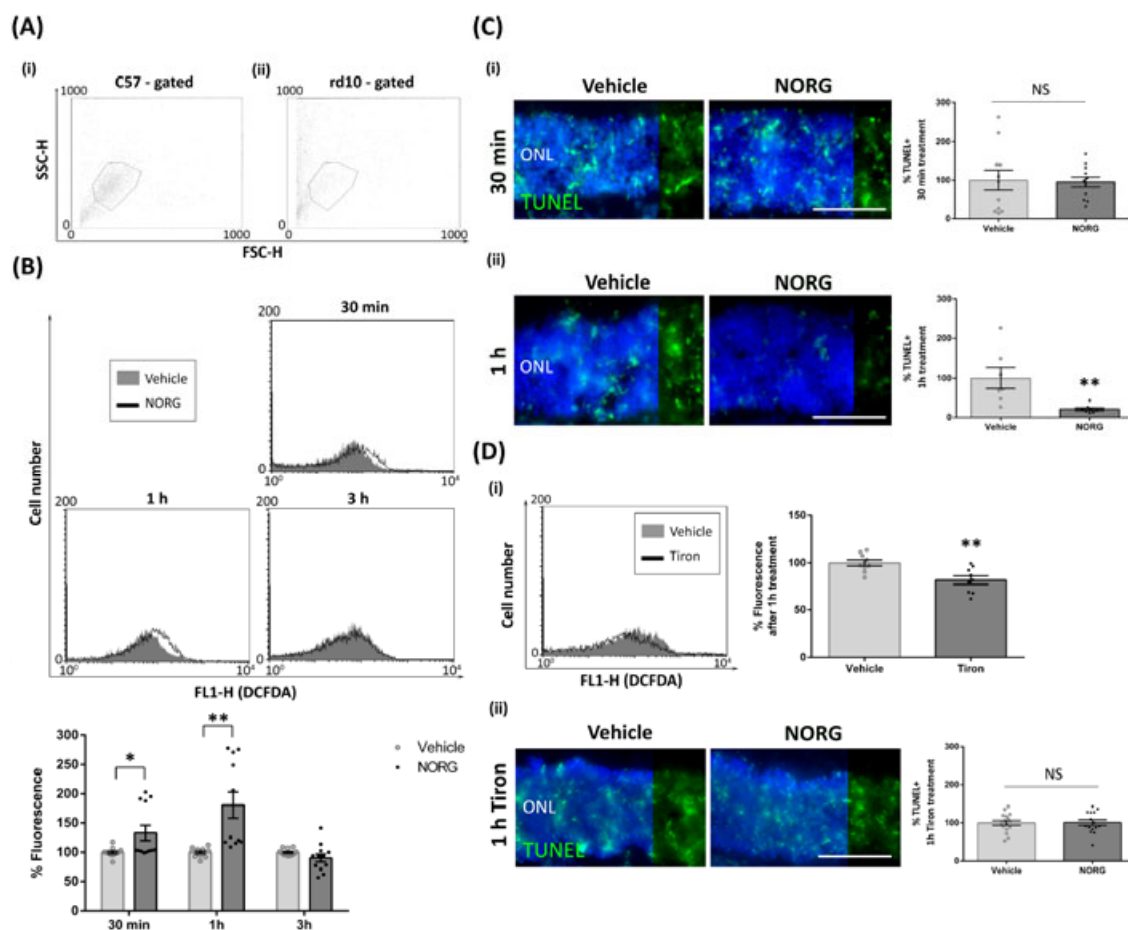 (A)
(i)
C57 - gated
(ii)
rd10 - gated
1000
1000
SSC-H
0
0
1000
1000
FSC-H
(B)
30 min
200
Vehicle
NORG
0
10⁰
10⁴
Cell number
1 h
3 h
200
200
0
0
10⁰
10⁴
10⁰
10⁴
FL1-H (DCFDA)
% Fluorescence
300
250
200
150
100
50
0
*
**
Vehicle
NORG
30 min
1h
3h
(C)
(i)
Vehicle
NORG
30 min
ONL
TUNEL
% TUNEL+
30 min treatment
300
200
100
0
NS
Vehicle
NORG
(ii)
Vehicle
NORG
1 h
ONL
% TUNEL+
1h treatment
300
200
100
0
**
Vehicle
NORG
(D)
(i)
200
Vehicle
Tiron
Cell number
0
10⁰
10⁴
FL1-H (DCFDA)
% Fluorescence
after 1h treatment
150
100
50
0
**
Vehicle
Tiron
(ii)
Vehicle
NORG
1 h Tiron
ONL
TUNEL
% TUNEL+
1h Tiron treatment
300
200
100
0
NS
Vehicle
NORG